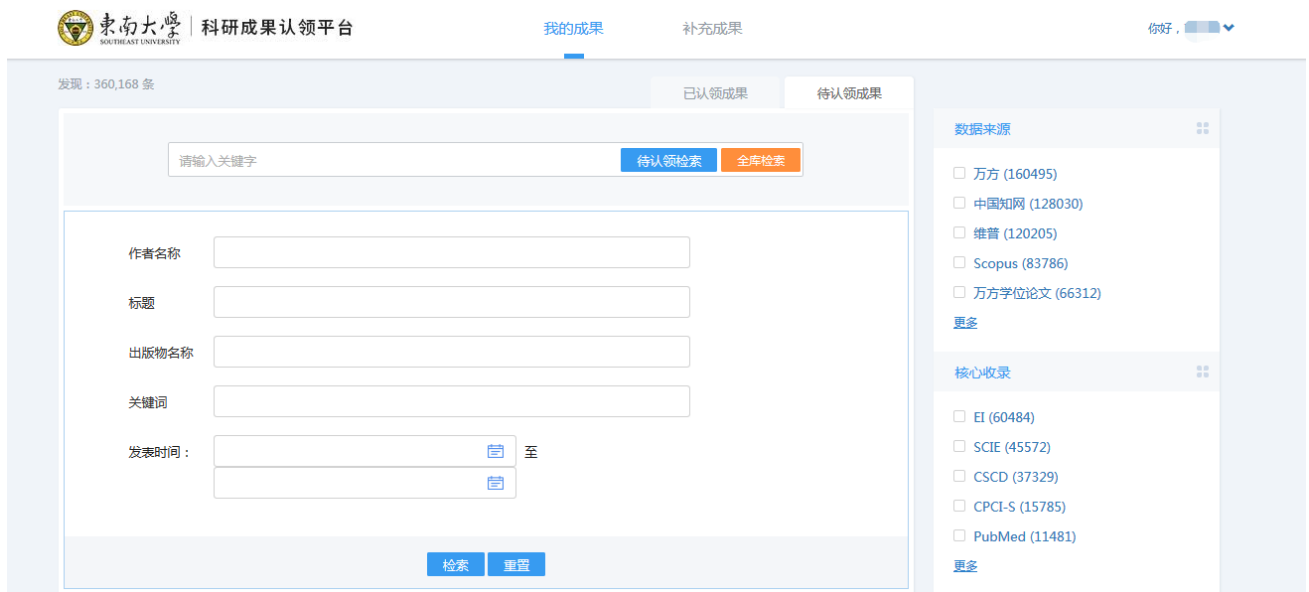 東南大學 科研成果认领平台
SOUTHEAST UNIVERSITY
我的成果 补充成果
你好，
发现：360,168 条
已认领成果 待认领成果
请输入关键字 待认领检索 全库检索
作者名称
标题
出版物名称
关键词
发表时间： 至
检索 重置
数据来源
万方 (160495)
中国知网 (128030)
维普 (120205)
Scopus (83786)
万方学位论文 (66312)
更多
核心收录
EI (60484)
SCIE (45572)
CSCD (37329)
CPCI-S (15785)
PubMed (11481)
更多